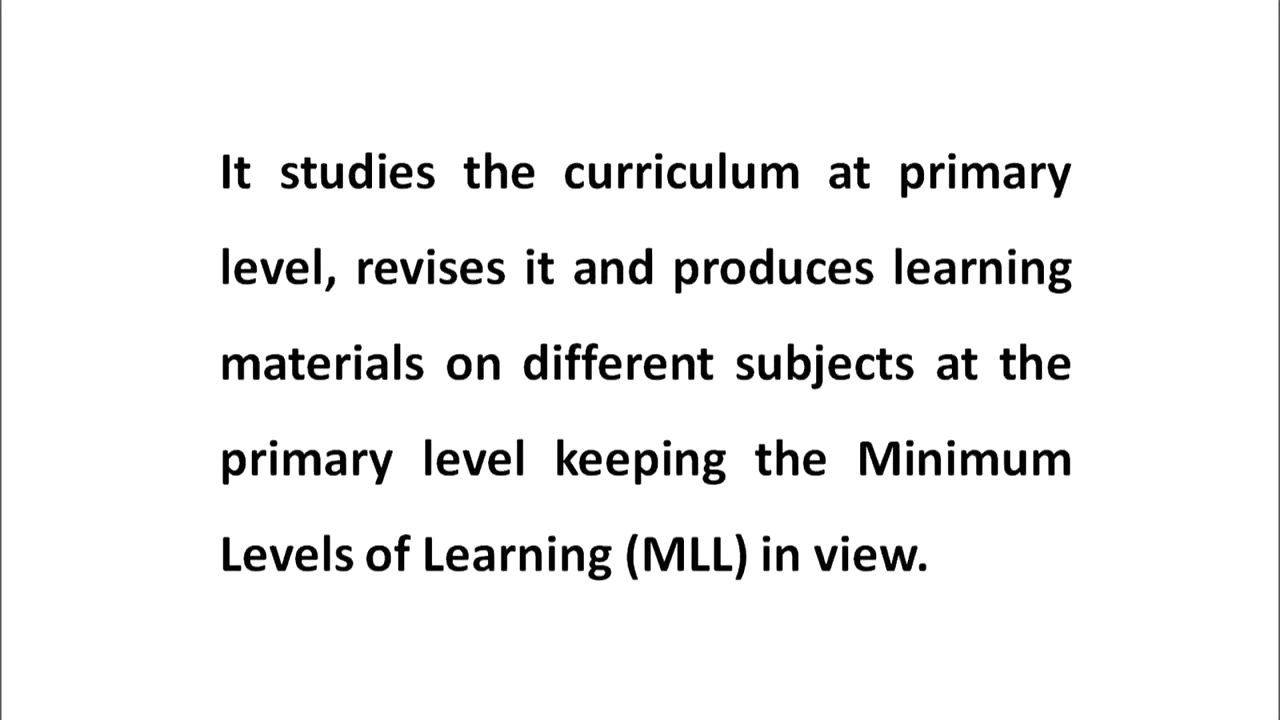 It studies the curriculum at primary
level, revises it and produces learning
materials on different subjects at the
primary level keeping the Minimum
Levels of Learning (MLL) in view.